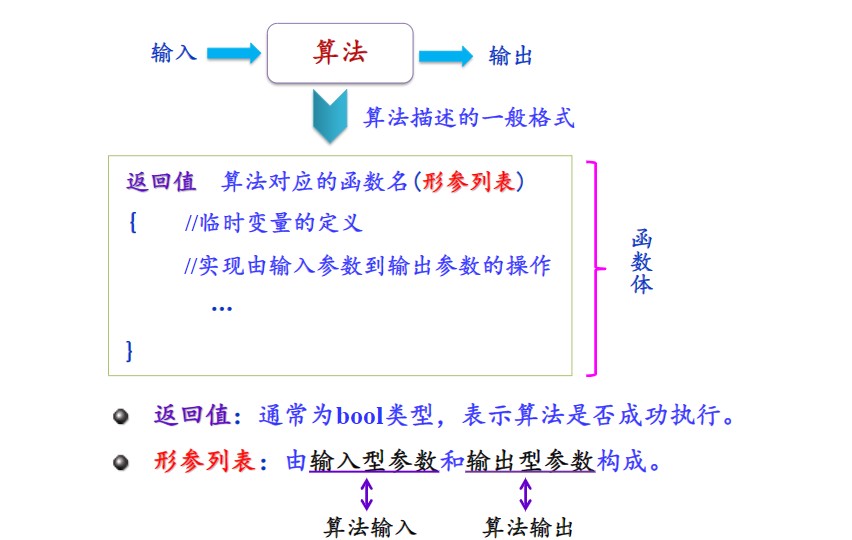 输入 算法 输出
算法描述的一般格式
返回值 算法对应的函数名(形参列表)
{ //临时变量的定义
//实现由输入参数到输出参数的操作
…
}
函数体
返回值：通常为bool类型，表示算法是否成功执行。
形参列表：由输入型参数和输出型参数构成。
算法输入 算法输出